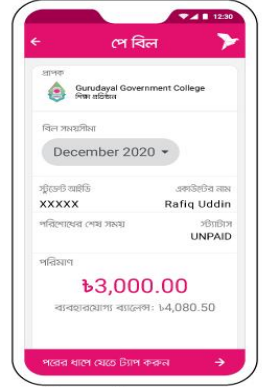 12:30
পে বিল
প্রাপক
Gurudayal Government College
শিক্ষা প্রতিষ্ঠান
বিল সময়সীমা
December 2020
স্টুডেন্ট আইডি
একাউন্টের নাম
XXXXX
Rafiq Uddin
পরিশোধের শেষ সময়
স্ট্যাটাস
UNPAID
পরিমাণ
৳3,000.00
ব্যবহারযোগ্য ব্যালেন্স: ৳4,080.50
পরের ধাপে যেতে ট্যাপ করুন